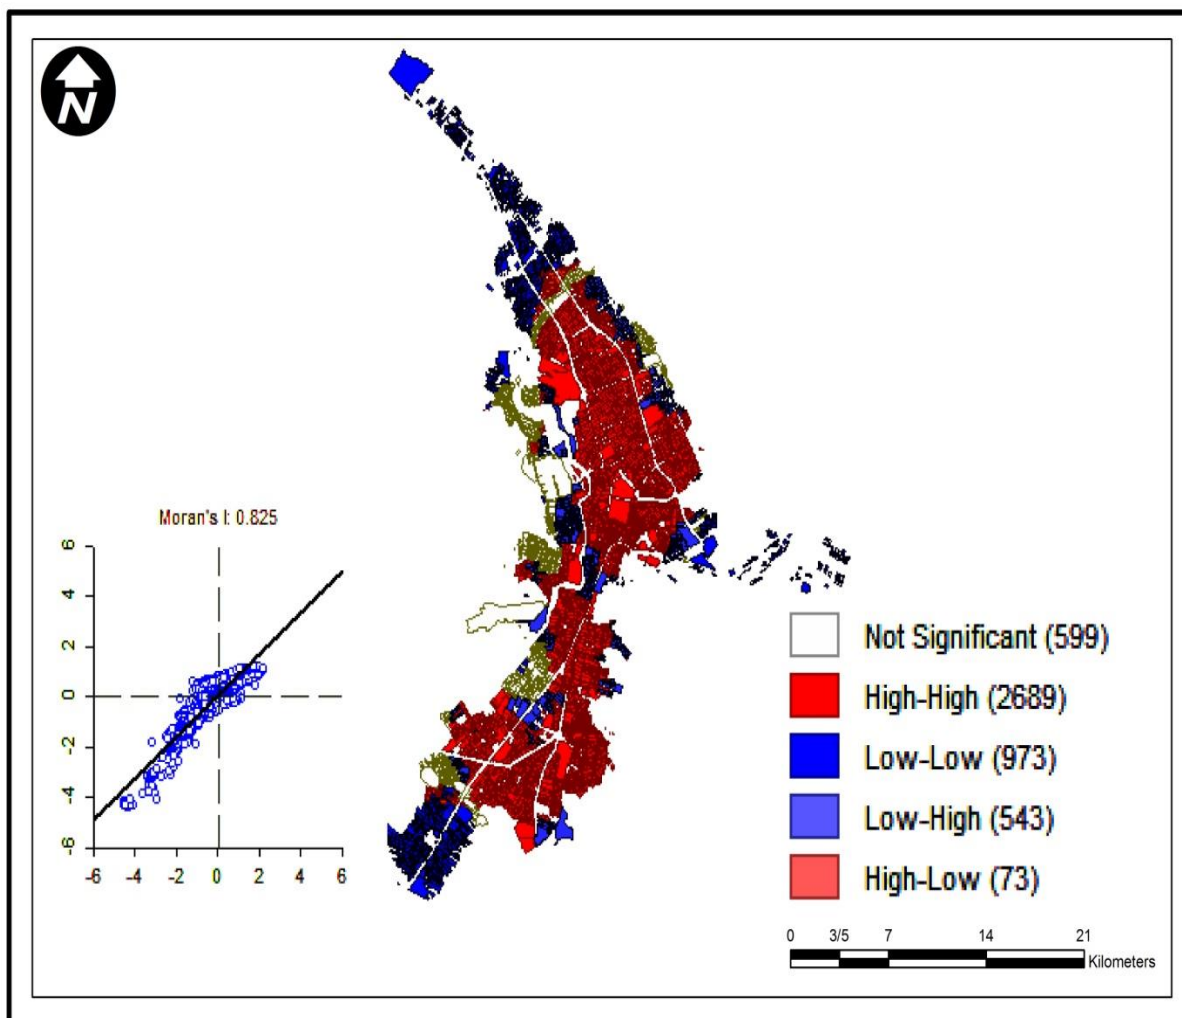 N
Moran's I: 0.825
6
4
2
0
-2
-4
-6
-6 -4 -2 0 2 4 6
Not Significant (599)
High-High (2689)
Low-Low (973)
Low-High (543)
High-Low (73)
0 3/5 7 14 21
Kilometers